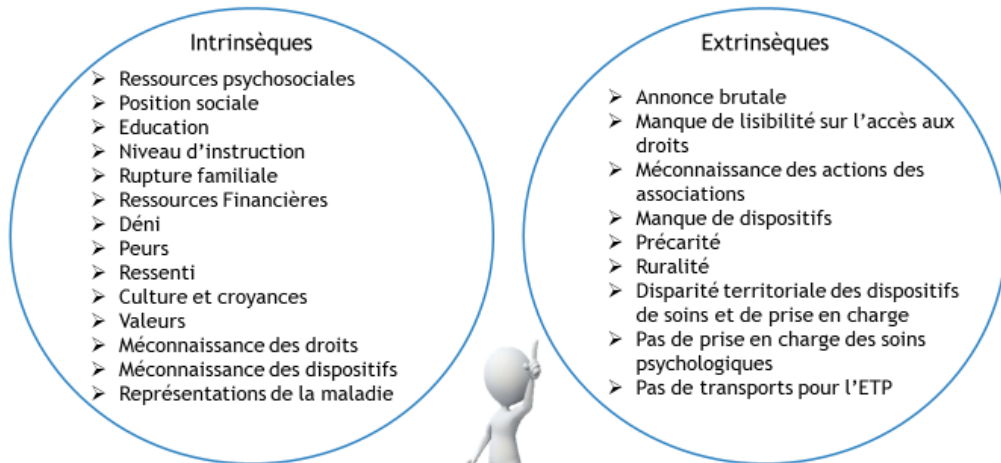 Intrinsèques
➢ Ressources psychosociales
➢ Position sociale
➢ Education
➢ Niveau d'instruction
➢ Rupture familiale
➢ Ressources Financières
➢ Déni
➢ Peurs
➢ Ressenti
➢ Culture et croyances
➢ Valeurs
➢ Méconnaissance des droits
➢ Méconnaissance des dispositifs
➢ Représentations de la maladie
Extrinsèques
➢ Annonce brutale
➢ Manque de lisibilité sur l'accès aux
droits
➢ Méconnaissance des actions des
associations
➢ Manque de dispositifs
➢ Précarité
➢ Ruralité
➢ Disparité territoriale des dispositifs
de soins et de prise en charge
➢ Pas de prise en charge des soins
psychologiques
➢ Pas de transports pour l'ETP